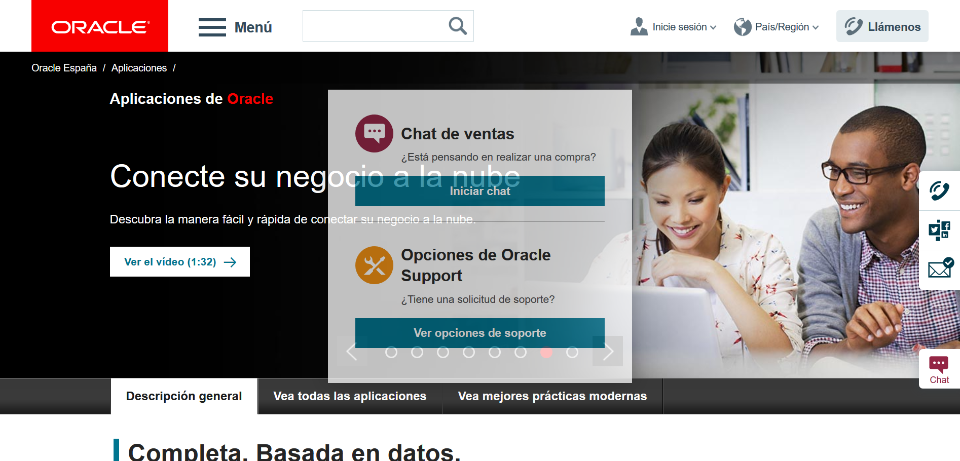 ORACLE
Menú
Inicie sesión
País/Región
Llámenos
Oracle España / Aplicaciones /
Aplicaciones de Oracle
Conecte su negocio a la nube
Descubra la manera fácil y rápida de conectar su negocio a la nube.
Ver el vídeo (1:32)
Chat de ventas
¿Está pensando en realizar una compra?
Iniciar chat
Opciones de Oracle
Support
¿Tiene una solicitud de soporte?
Ver opciones de soporte
Chat
Descripción general
Vea todas las aplicaciones
Vea mejores prácticas modernas
Completa. Basada en datos.